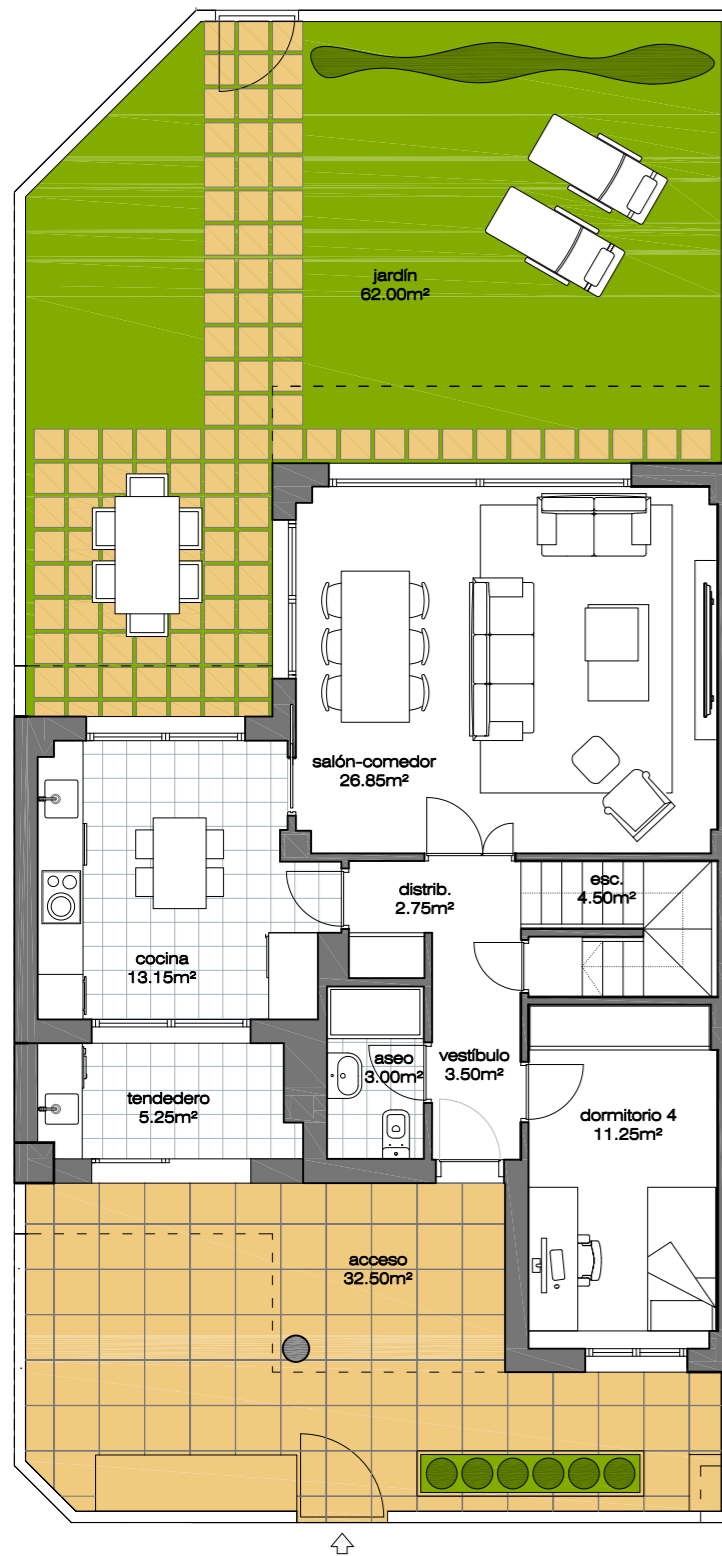 jardín
62.00m²
salón-comedor
26.85m²
distrib.
2.75m²
esc.
4.50m²
cocina
13.15m²
aseo
3.00m²
vestíbulo
3.50m²
tendedero
5.25m²
dormitorio 4
11.25m²
acceso
32.50m²